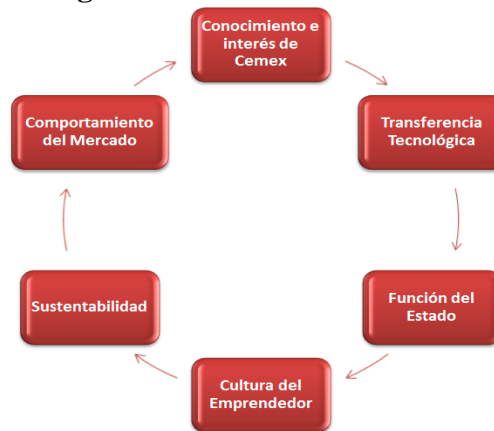 Conocimiento e
interés de
Cemex
Transferencia
Tecnológica
Función del
Estado
Cultura del
Emprendedor
Sustentabilidad
Comportamiento
del Mercado